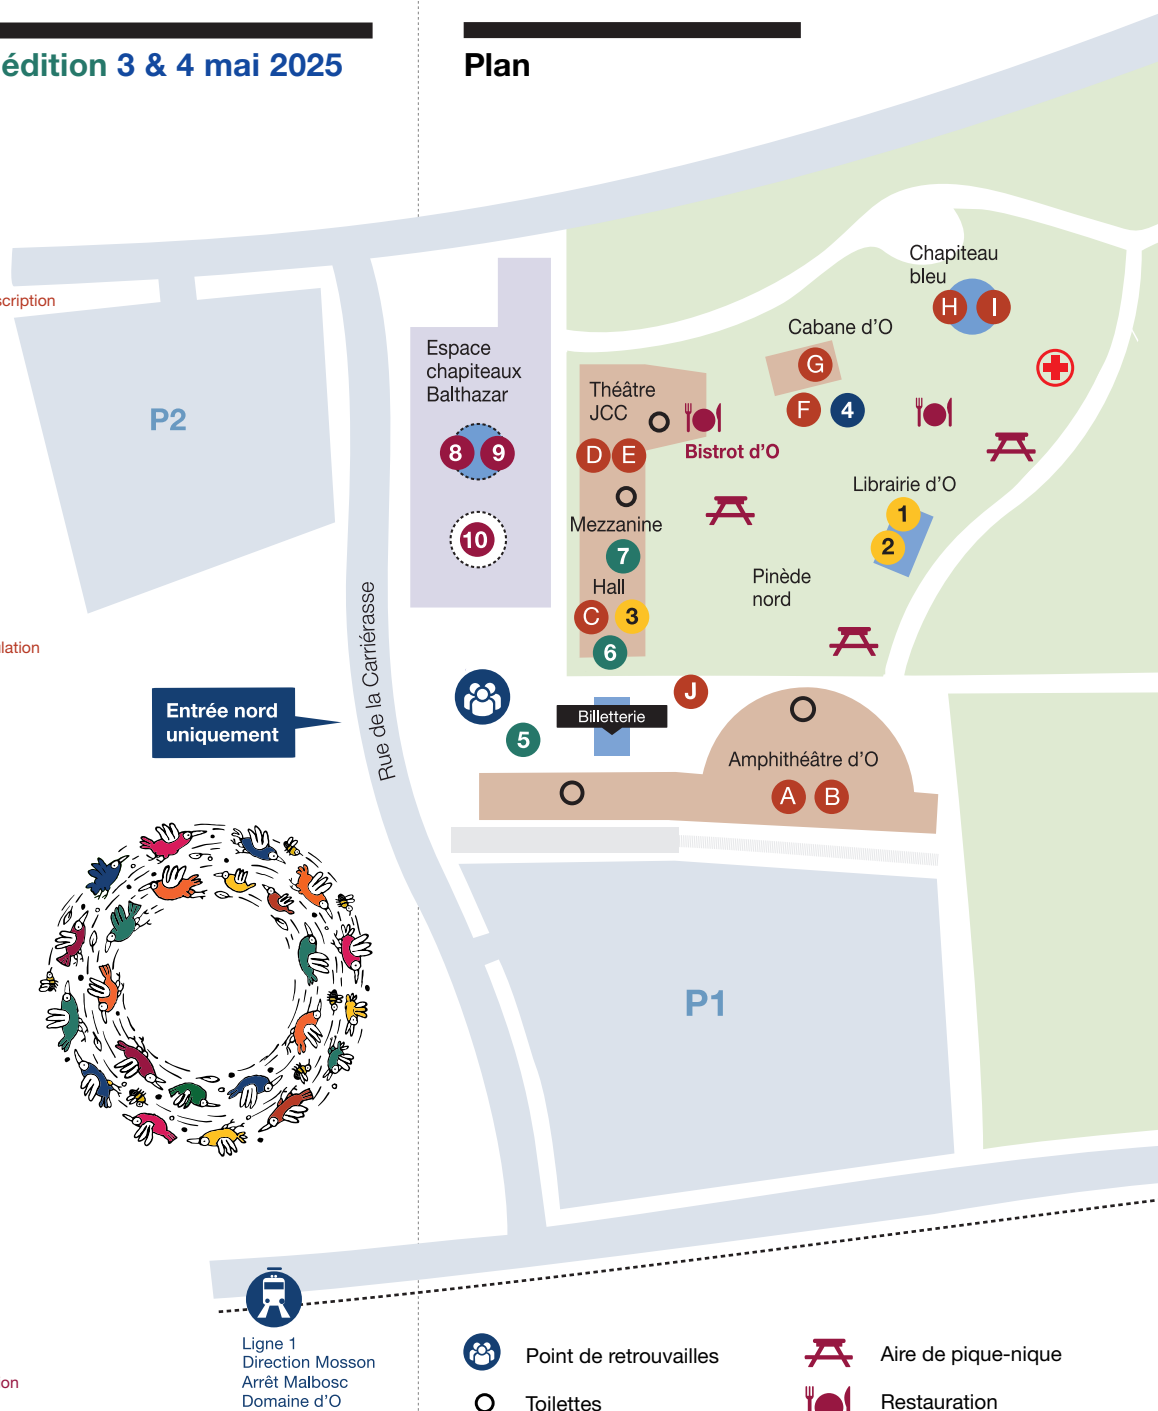 édition 3 & 4 mai 2025
Plan
scription
Chapiteau
bleu
H I
Cabane d’O
G
F 4
Espace
chapiteaux
Balthazar
8 9
10
Théâtre
JCC
Bistrot d’O
D E
P2
Librairie d’O
1
2
Mezzanine
7
Hall
C 3
6
Pinède
nord
lation
Rue de la Carriérasse
Entrée nord
uniquement
J
Billetterie
5
Amphithéâtre d’O
A B
P1
Ligne 1
Direction Mosson
Arrêt Malbosc
Domaine d’O
on
Point de retrouvailles
Toilettes
Aire de pique-nique
Restauration